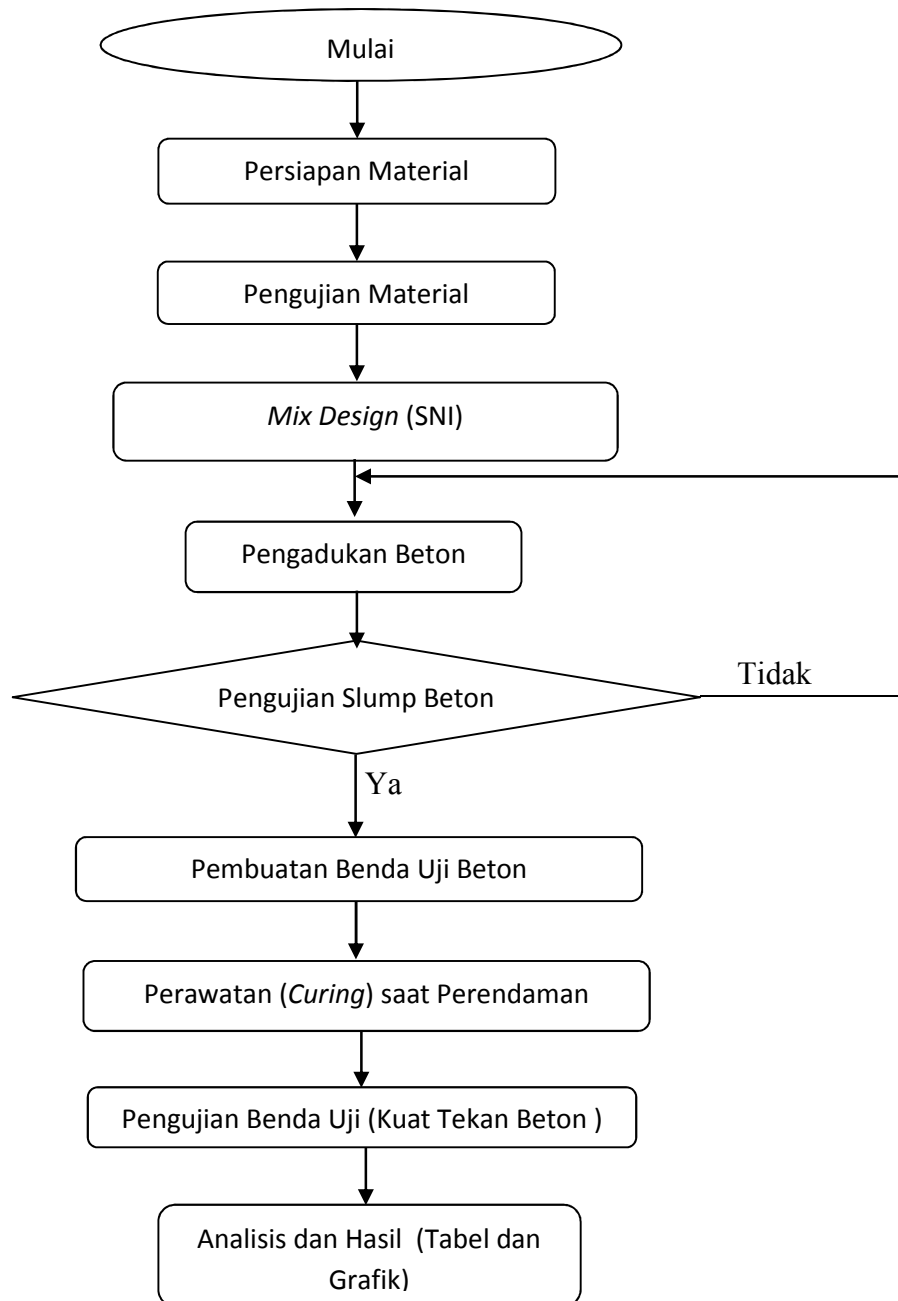 Mulai
Persiapan Material
Pengujian Material
Mix Design (SNI)
Pengadukan Beton
Pengujian Slump Beton
Tidak
Ya
Pembuatan Benda Uji Beton
Perawatan (Curing) saat Perendaman
Pengujian Benda Uji (Kuat Tekan Beton )
Analisis dan Hasil (Tabel dan
Grafik)